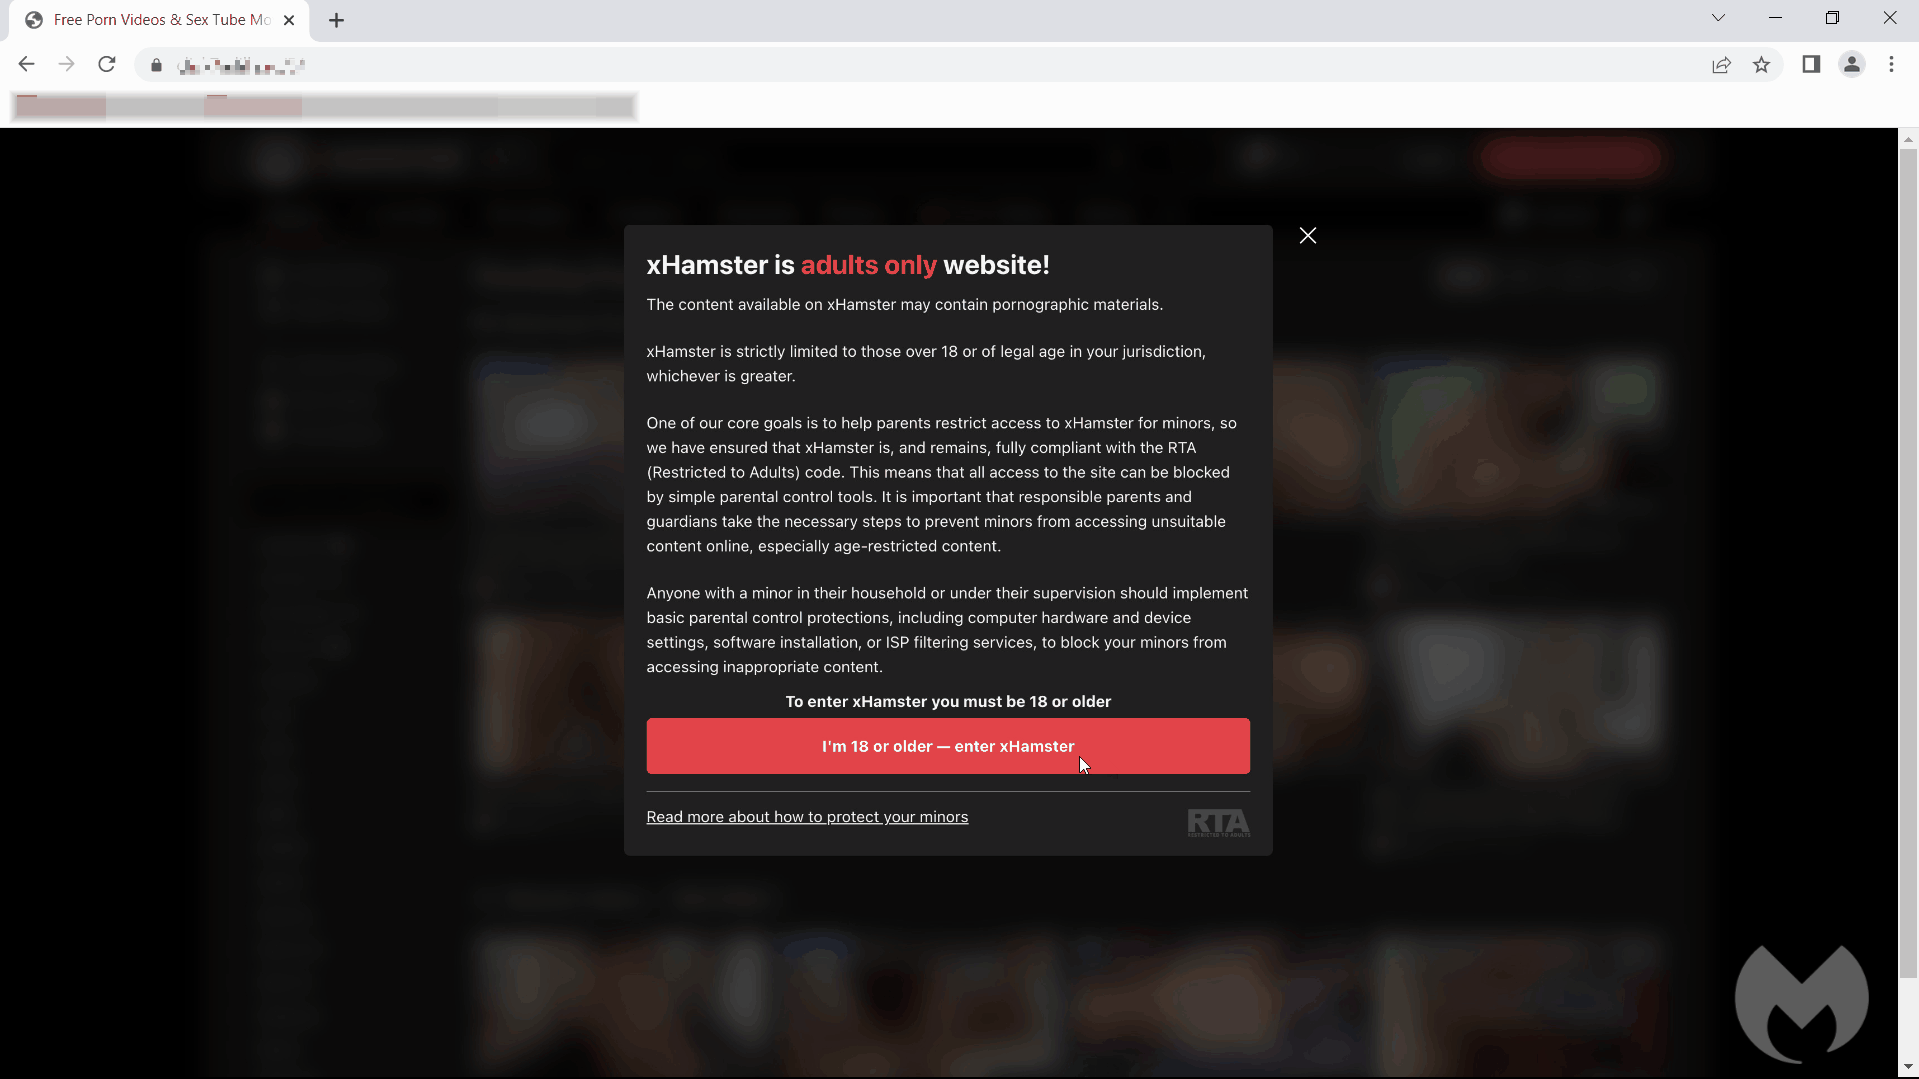 Free Porn Videos & Sex Tube Mo
xHamster is adults only website!
The content available on xHamster may contain pornographic materials.
xHamster is strictly limited to those over 18 or of legal age in your jurisdiction,
whichever is greater.
One of our core goals is to help parents restrict access to xHamster for minors, so
we have ensured that xHamster is, and remains, fully compliant with the RTA
(Restricted to Adults) code. This means that all access to the site can be blocked
by simple parental control tools. It is important that responsible parents and
guardians take the necessary steps to prevent minors from accessing unsuitable
content online, especially age-restricted content.
Anyone with a minor in their household or under their supervision should implement
basic parental control protections, including computer hardware and device
settings, software installation, or ISP filtering services, to block your minors from
accessing inappropriate content.
To enter xHamster you must be 18 or older
I'm 18 or older — enter xHamster
Read more about how to protect your minors
RTA
RESTRICTED TO ADULTS